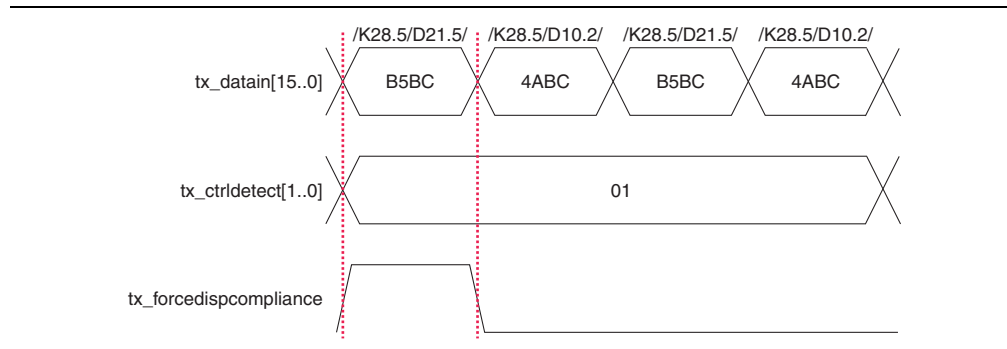 /K28.5/D21.5/ /K28.5/D10.2/ /K28.5/D21.5/ /K28.5/D10.2/
tx_datain[15..0] B5BC 4ABC B5BC 4ABC
tx_ctrldetect[1..0] 01
tx_forcedispcompliance